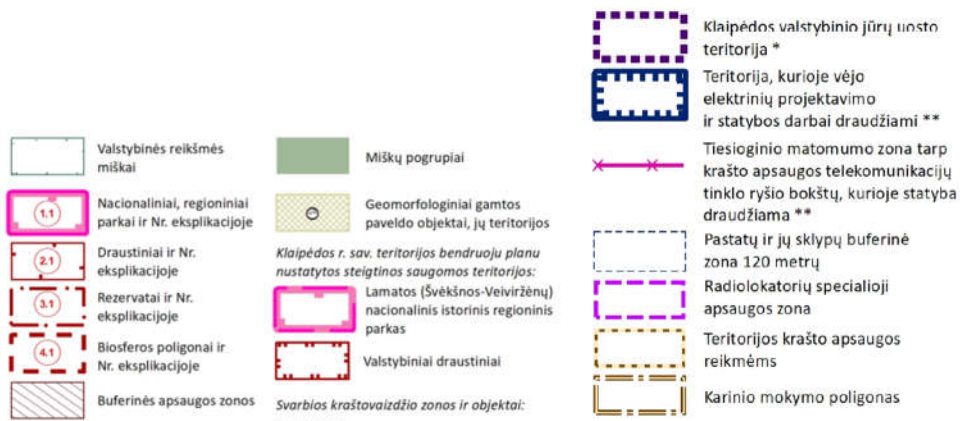 Valstybinės reikšmės
miškai
1.1
Nacionaliniai, regioniniai
parkai ir Nr. eksplikacijoje
2.1
Draustiniai ir Nr.
eksplikacijoje
3.1
Rezervatai ir Nr.
eksplikacijoje
4.1
Biosferos poligonai ir
Nr. eksplikacijoje
Buferinės apsaugos zonos
Miškų pogrupiai
Geomorfologiniai gamtos
paveldo objektai, jų teritorijos
Klaipėdos r. sav. teritorijos bendruoju planu
nustatytos steigtinos saugomos teritorijos:
Lamatos (Švėkšnos-Veiviržėnų)
nacionalinis istorinis regioninis
parkas
Valstybiniai draustiniai
Svarbios kraštovaizdžio zonos ir objektai:
Klaipėdos valstybinio jūrų uosto
teritorija *
Teritorija, kurioje vėjo
elektrinių projektavimo
ir statybos darbai draudžiami **
Tiesioginio matomumo zona tarp
krašto apsaugos telekomunikacijų
tinklo ryšio bokštų, kurioje statyba
draudžiama **
Pastatų ir jų sklypų buferinė
zona 120 metrų
Radiolokatorių specialioji
apsaugos zona
Teritorijos krašto apsaugos
reikmėms
Karinio mokymo poligonas